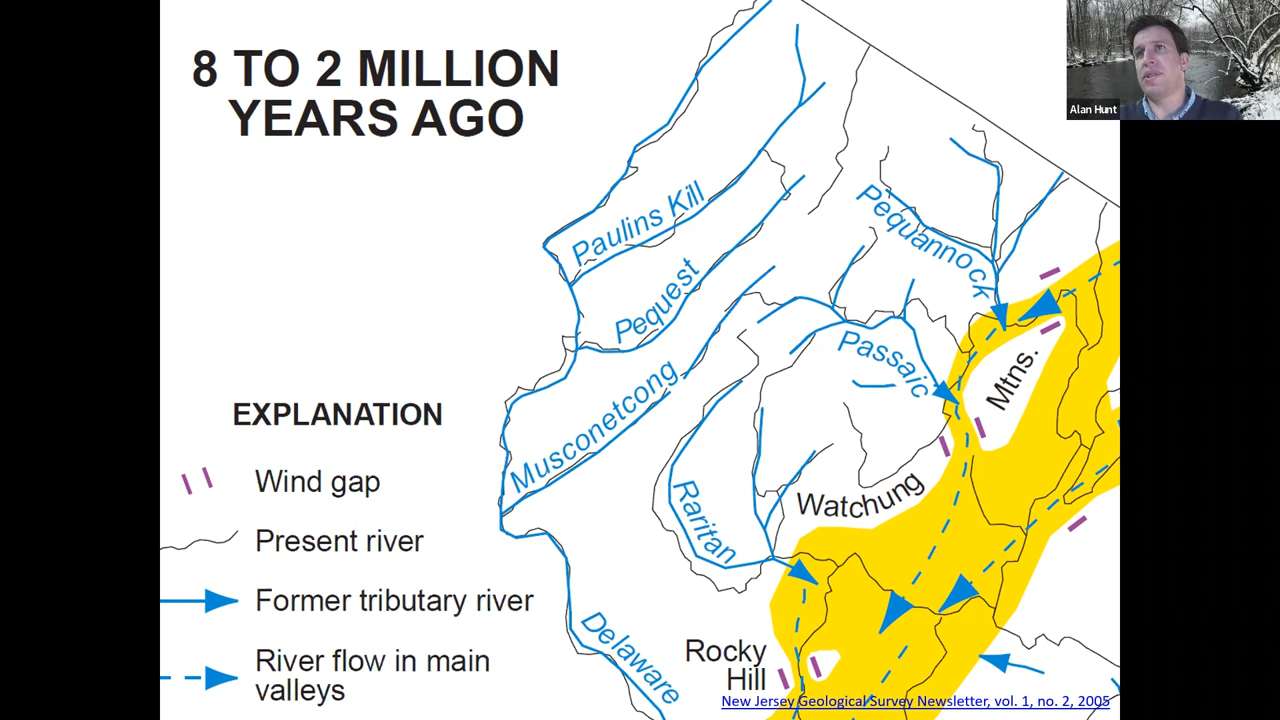 8 TO 2 MILLION
YEARS AGO
Alan Hunt
Paulins Kill
Pequannock
Pequest
Passaic
Mtns.
Musconetcong
EXPLANATION
Wind gap
Watchung
Raritan
Present river
Former tributary river
Delaware
River flow in main
valleys
Rocky
Hill
New Jersey Geological Survey Newsletter, vol. 1, no. 2, 2005